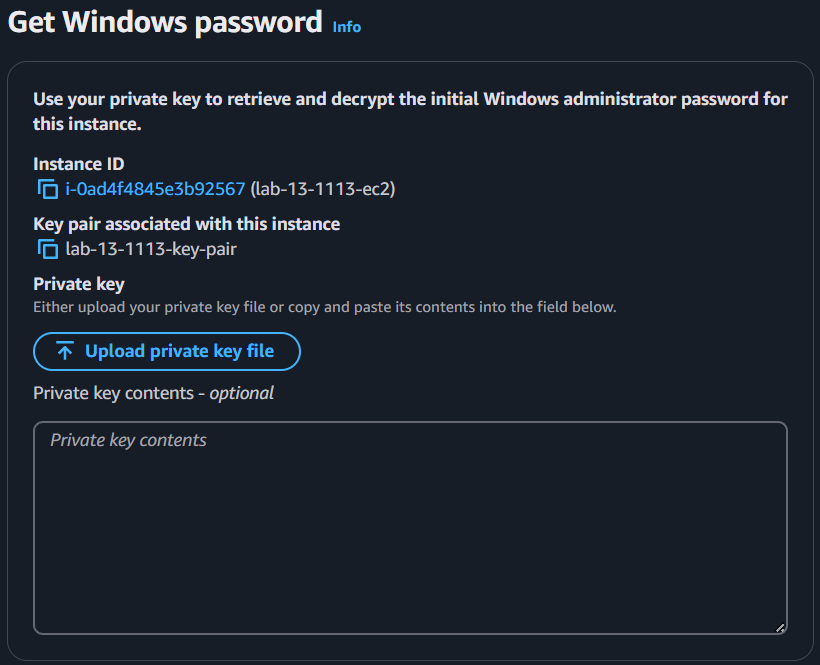 Get Windows password Info
Use your private key to retrieve and decrypt the initial Windows administrator password for
this instance.
Instance ID
i-0ad4f4845e3b92567 (lab-13-1113-ec2)
Key pair associated with this instance
lab-13-1113-key-pair
Private key
Either upload your private key file or copy and paste its contents into the field below.
Upload private key file
Private key contents - optional
Private key contents